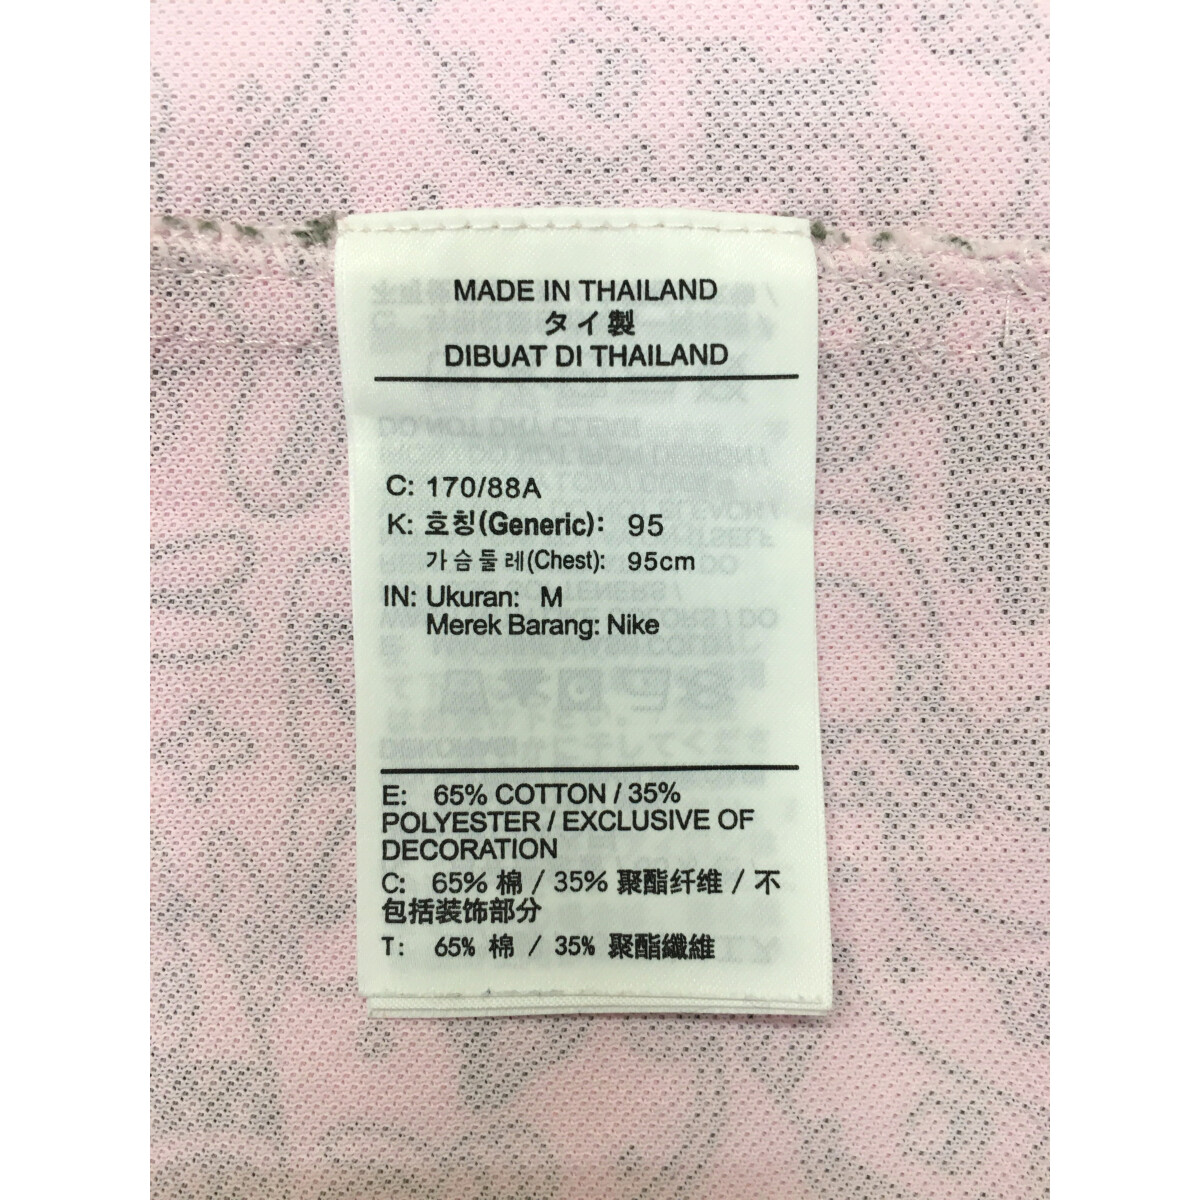 MADE IN THAILAND
タイ製
DIBUAT DI THAILAND
C: 170/88A
K: 호칭(Generic): 95
가슴둘레(Chest): 95cm
IN: Ukuran: M
Merek Barang: Nike
E: 65% COTTON / 35%
POLYESTER / EXCLUSIVE OF
DECORATION
C: 65% 棉 / 35% 聚酯纤维 / 不
包括装饰部分
T: 65% 棉 / 35% 聚酯纖維